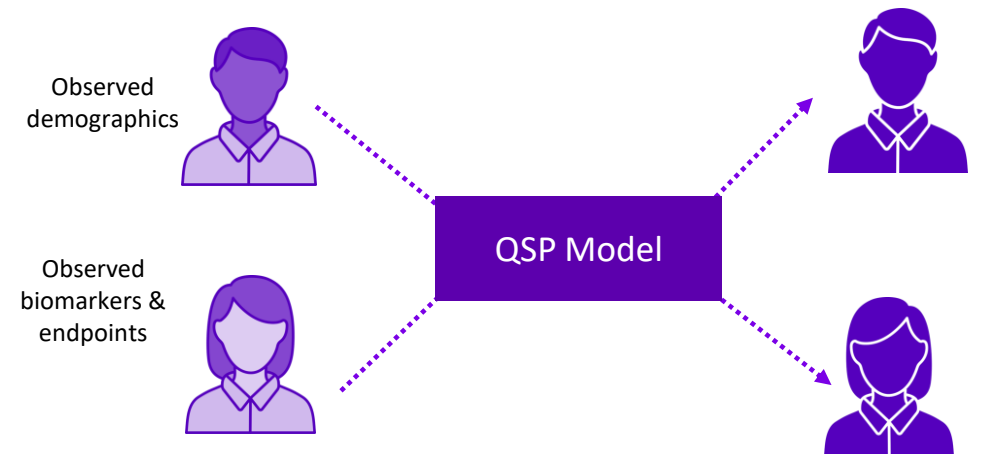 Observed
demographics
QSP Model
Observed
biomarkers &
endpoints